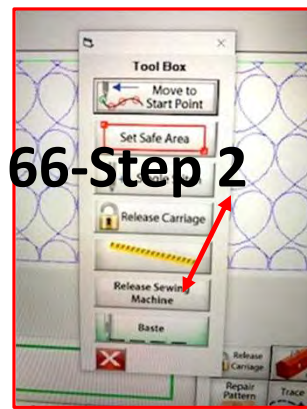 Tool Box
Move to
Start Point
Set Safe Area
66-Step 2
Release Carriage
Release Sewing
Machine
Baste
Release
Carriage
Repair
Pattern
Trace